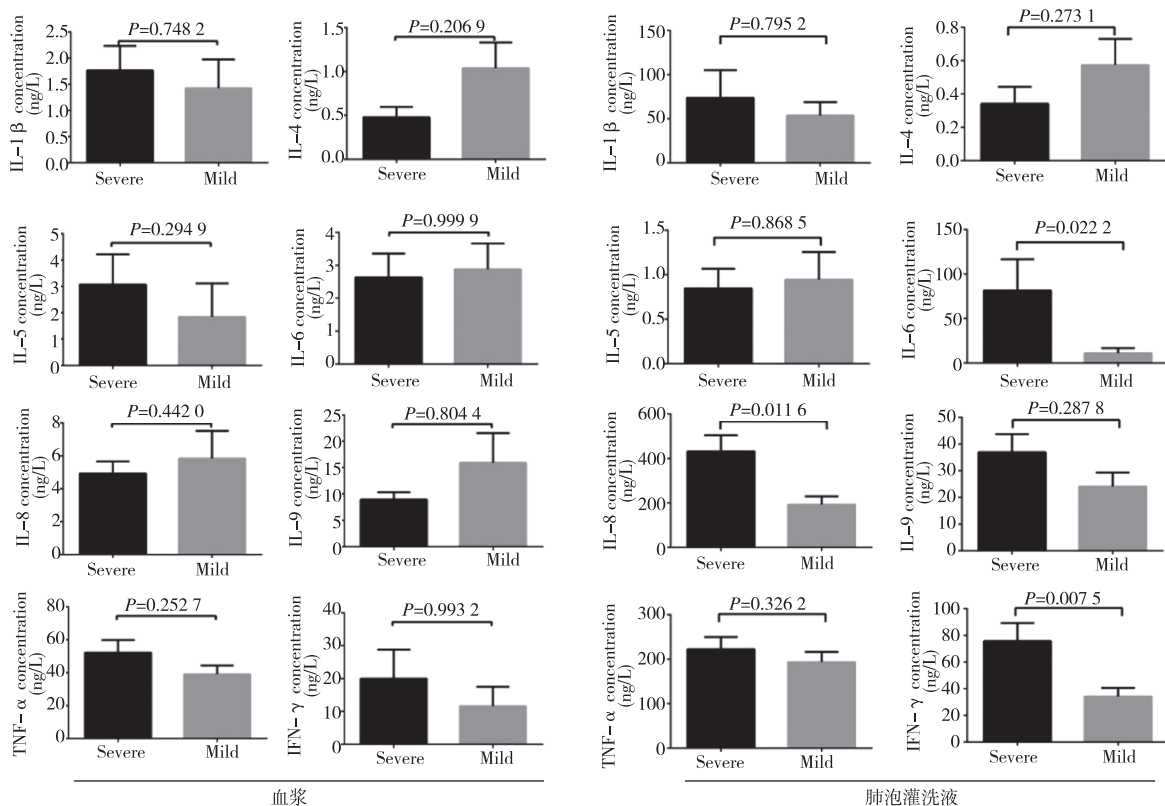 P=0.748 2
IL-1β concentration
(ng/L)
2.5
2.0
1.5
1.0
0.5
0.0
Severe Mild
P=0.206 9
IL-4 concentration
(ng/L)
1.5
1.0
0.5
0.0
Severe Mild
P=0.795 2
IL-1β concentration
(ng/L)
150
100
50
0
Severe Mild
P=0.273 1
IL-4 concentration
(ng/L)
0.8
0.6
0.4
0.2
0.0
Severe Mild
P=0.294 9
IL-5 concentration
(ng/L)
5
4
3
2
1
0
Severe Mild
P=0.999 9
IL-6 concentration
(ng/L)
4
3
2
1
0
Severe Mild
P=0.868 5
IL-5 concentration
(ng/L)
1.5
1.0
0.5
0.0
Severe Mild
P=0.022 2
IL-6 concentration
(ng/L)
150
100
50
0
Severe Mild
P=0.442 0
IL-8 concentration
(ng/L)
8
6
4
2
0
Severe Mild
P=0.804 4
IL-9 concentration
(ng/L)
25
20
15
10
5
0
Severe Mild
P=0.011 6
IL-8 concentration
(ng/L)
600
400
200
0
Severe Mild
P=0.287 8
IL-9 concentration
(ng/L)
50
40
30
20
10
0
Severe Mild
P=0.252 7
TNF-α concentration
(ng/L)
80
60
40
20
0
Severe Mild
P=0.993 2
IFN-γ concentration
(ng/L)
40
30
20
10
0
Severe Mild
P=0.326 2
TNF-α concentration
(ng/L)
300
200
100
0
Severe Mild
P=0.007 5
IFN-γ concentration
(ng/L)
100
80
60
40
20
0
Severe Mild
血浆
肺泡灌洗液